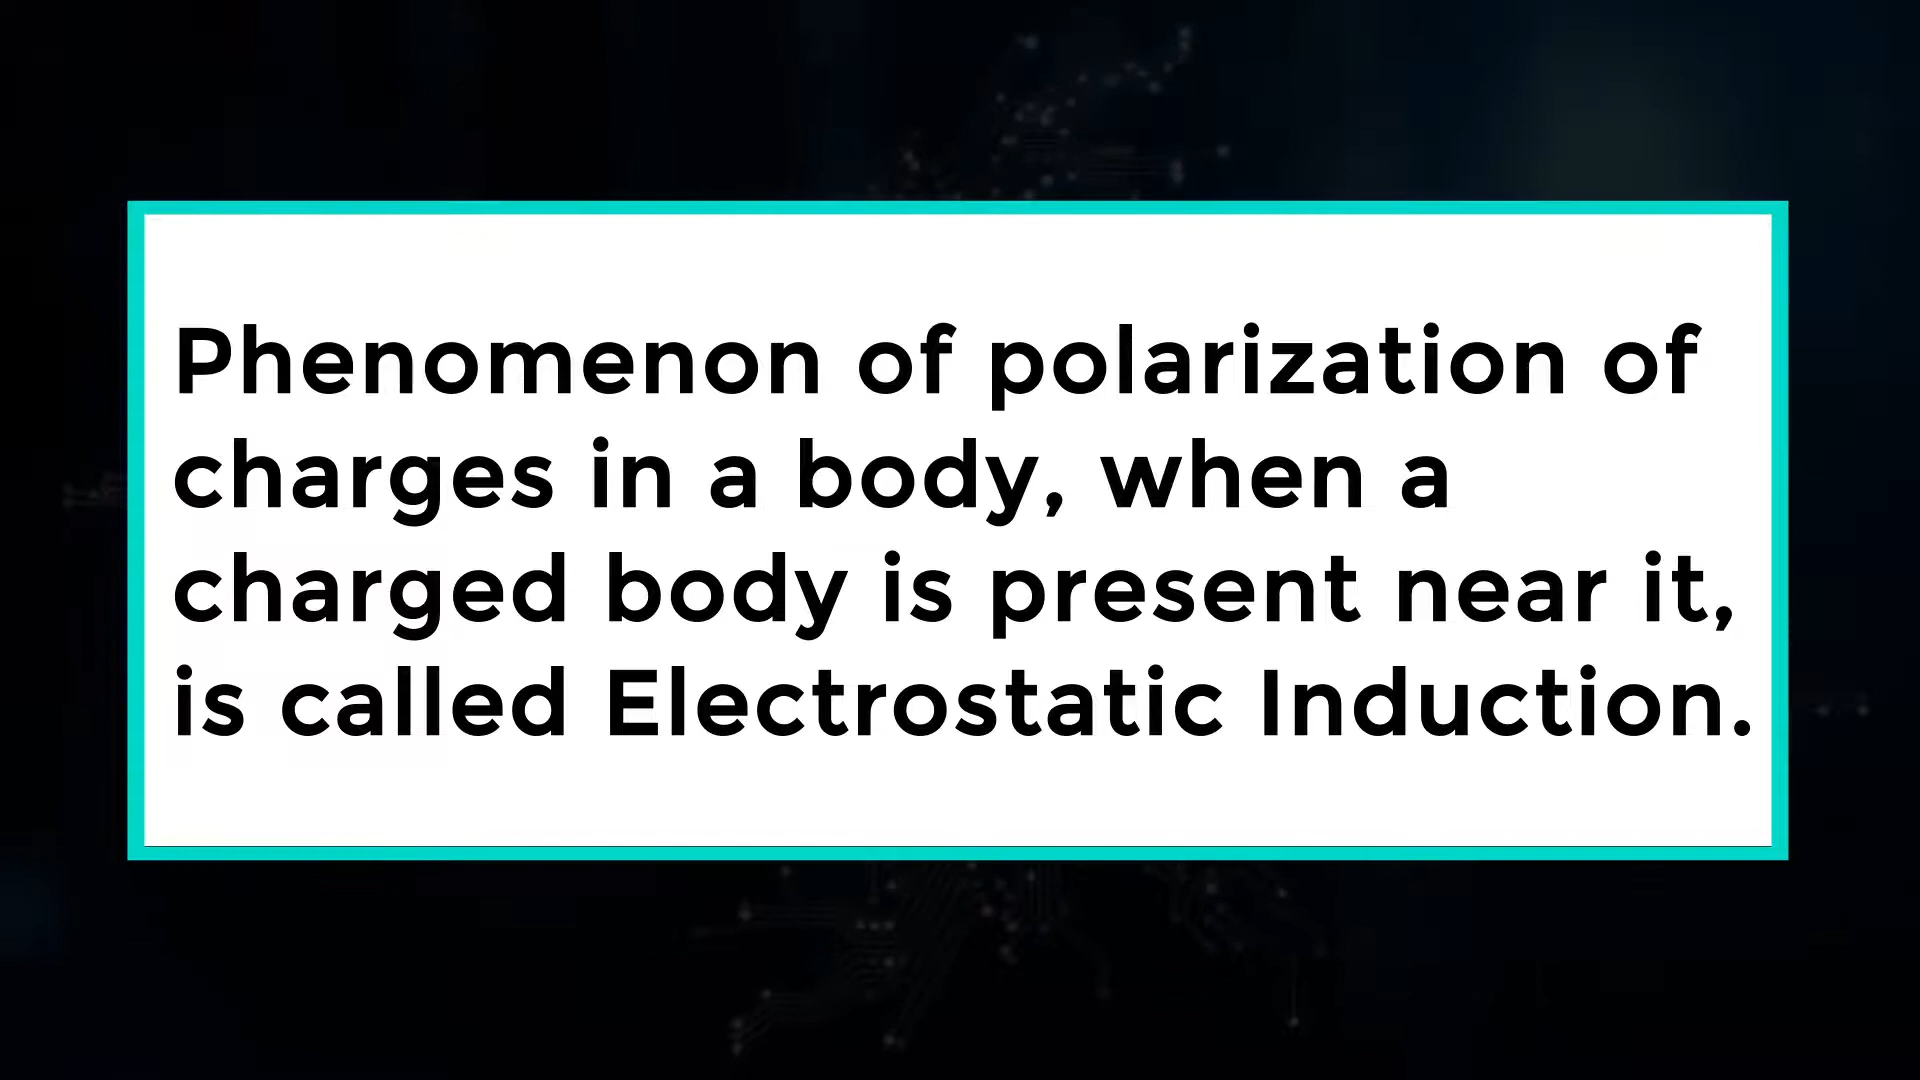 Phenomenon of polarization of
charges in a body, when a
charged body is present near it,
is called Electrostatic Induction.